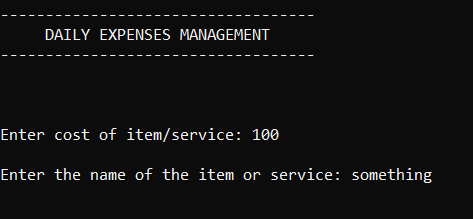 -----------------------------------
DAILY EXPENSES MANAGEMENT
-----------------------------------
Enter cost of item/service: 100
Enter the name of the item or service: something